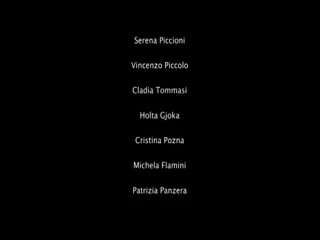 Serena Piccioni
Vincenzo Piccolo
Cladia Tommasi
Holta Gjoka
Cristina Pozna
Michela Flamini
Patrizia Panzera